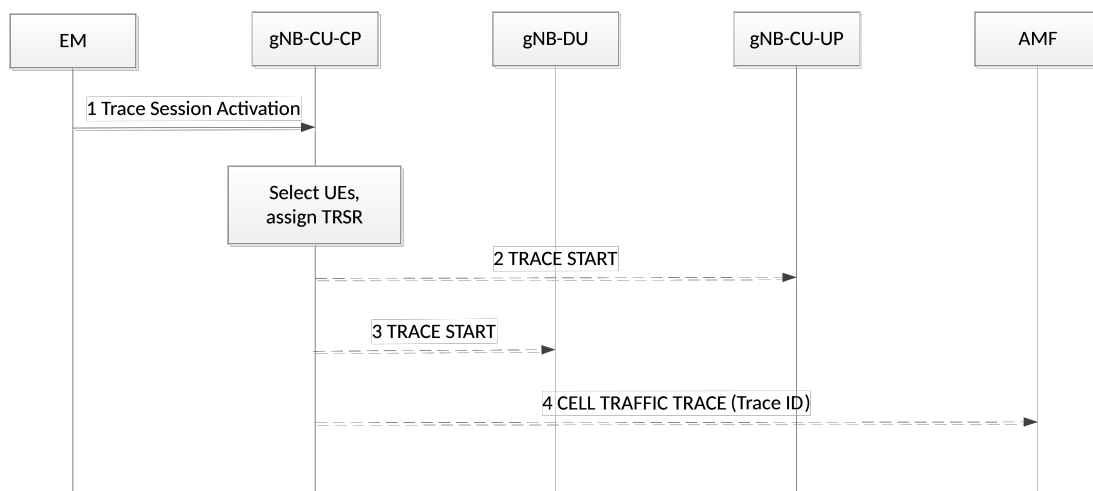 EM
gNB-CU-CP
gNB-DU
gNB-CU-UP
AMF
1 Trace Session Activation
Select UEs,
assign TRSR
2 TRACE START
3 TRACE START
4 CELL TRAFFIC TRACE (Trace ID)